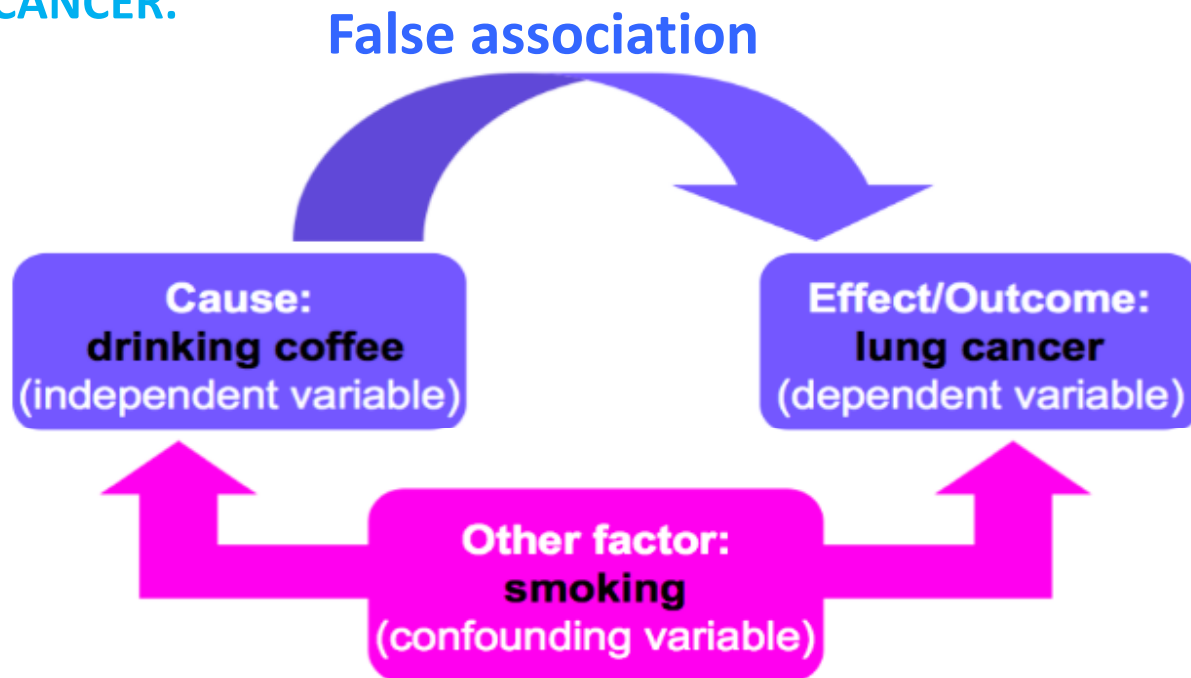 CANCER.
False association
Cause:
drinking coffee
(independent variable)
Effect/Outcome:
lung cancer
(dependent variable)
Other factor:
smoking
(confounding variable)